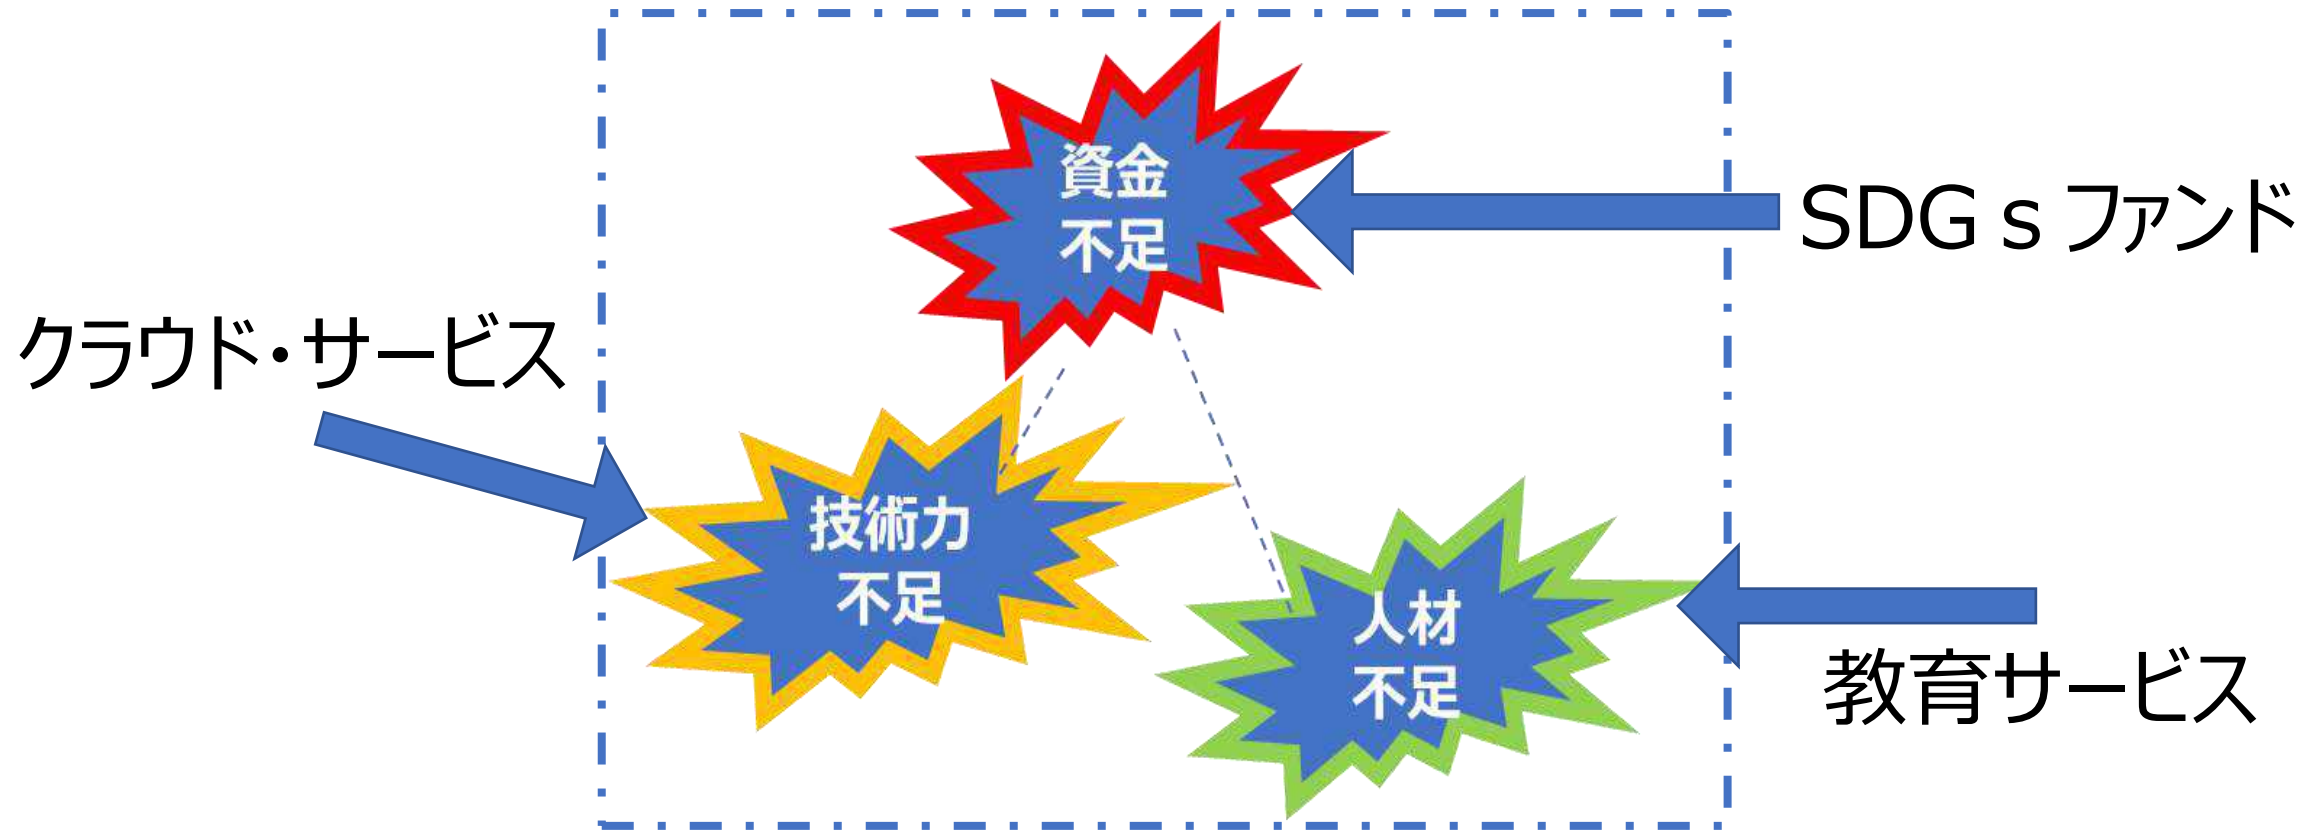 資金
不足
SDGｓファンド
クラウド・サービス
技術力
不足
人材
不足
教育サービス